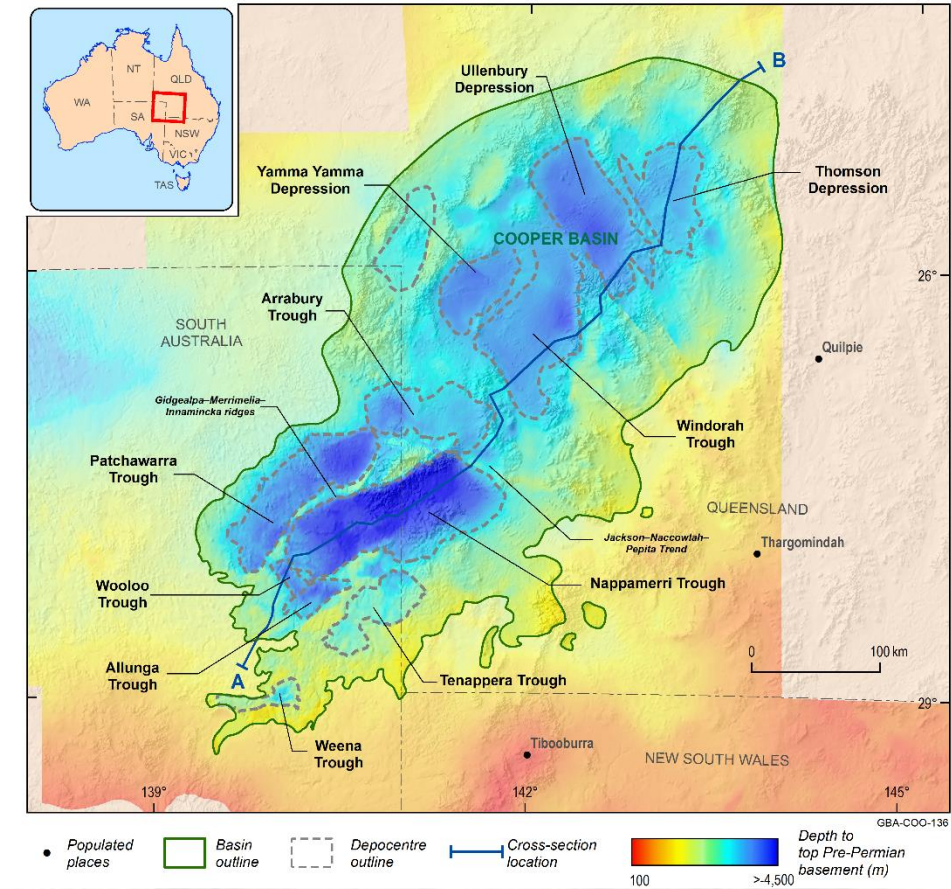 NT
QLD
WA
SA
NSW
VIC
TAS
B
Ullenbury
Depression
Yamma Yamma
Depression
Thomson
Depression
COOPER BASIN
26°
Arrabury
Trough
SOUTH
AUSTRALIA
Quilpie
Gidgealpa–Merrimelia–
Innamincka ridges
Windorah
Trough
Patchawarra
Trough
QUEENSLAND
Jackson–Naccowlah–
Pepita Trend
Thargomindah
Wooloo
Trough
Nappamerri Trough
0 100 km
Allunga
Trough
A
Tenappera Trough
29°
Weena
Trough
Tibooburra
NEW SOUTH WALES
139°
142°
145°
GBA-COO-136
Populated
places
Basin
outline
Depocentre
outline
Cross-section
location
100
>-4,500
Depth to
top Pre-Permian
basement (m)